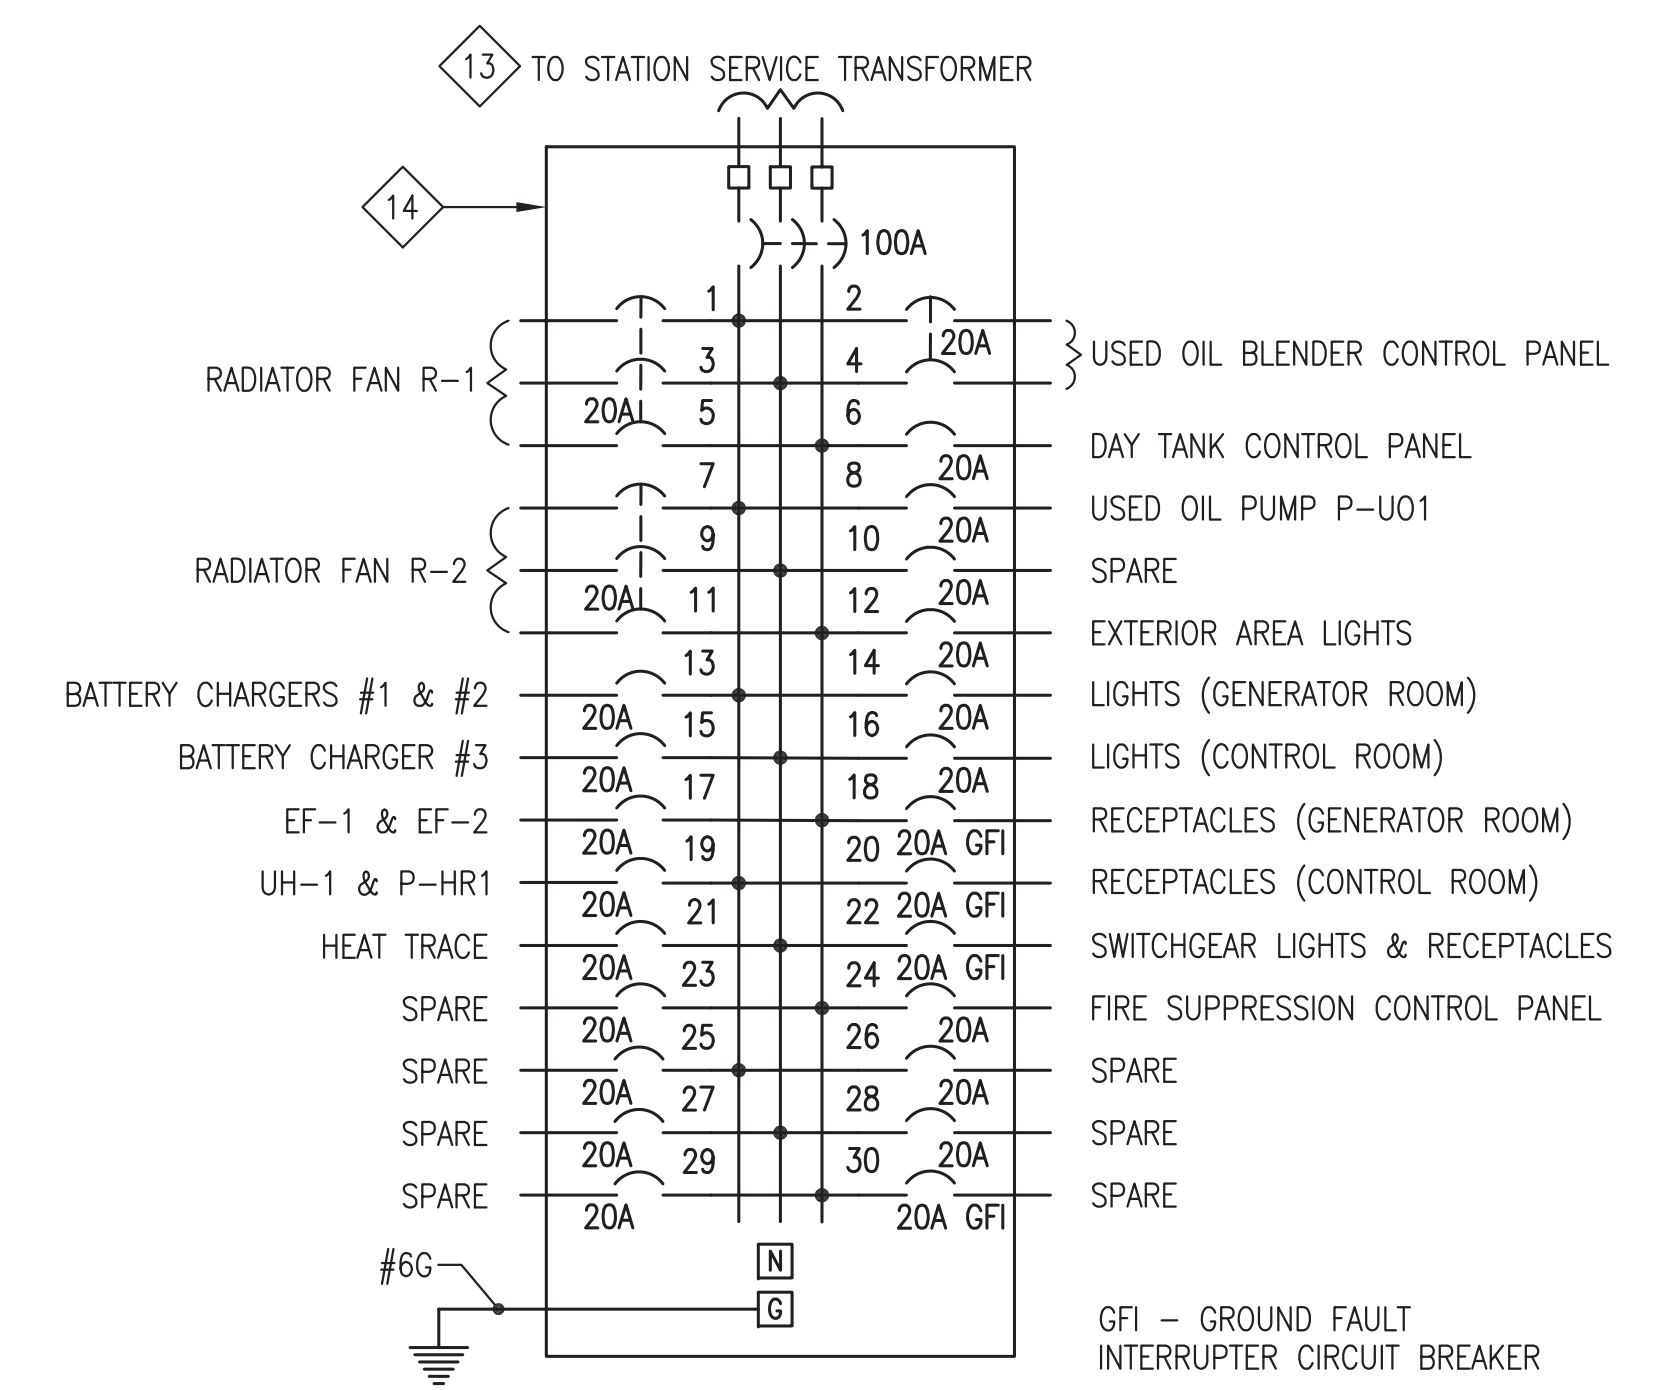 13 TO STATION SERVICE TRANSFORMER
14
100A
1 2
20A
USED OIL BLENDER CONTROL PANEL
3 4
RADIATOR FAN R-1
20A 5 6
DAY TANK CONTROL PANEL
7 8 20A
USED OIL PUMP P-UO1
9 10 20A
RADIATOR FAN R-2
SPARE
20A 11 12 20A
EXTERIOR AREA LIGHTS
13 14 20A
BATTERY CHARGERS #1 & #2
LIGHTS (GENERATOR ROOM)
20A 15 16 20A
BATTERY CHARGER #3
LIGHTS (CONTROL ROOM)
20A 17 18 20A
EF-1 & EF-2
RECEPTACLES (GENERATOR ROOM)
20A 19 20 20A GFI
UH-1 & P-HR1
RECEPTACLES (CONTROL ROOM)
20A 21 22 20A GFI
HEAT TRACE
SWITCHGEAR LIGHTS & RECEPTACLES
20A 23 24 20A GFI
SPARE
FIRE SUPPRESSION CONTROL PANEL
20A 25 26 20A
SPARE
SPARE
20A 27 28 20A
SPARE
SPARE
20A 29 30 20A
SPARE
SPARE
20A 20A GFI
N
#6G
G
GFI - GROUND FAULT
INTERRUPTER CIRCUIT BREAKER